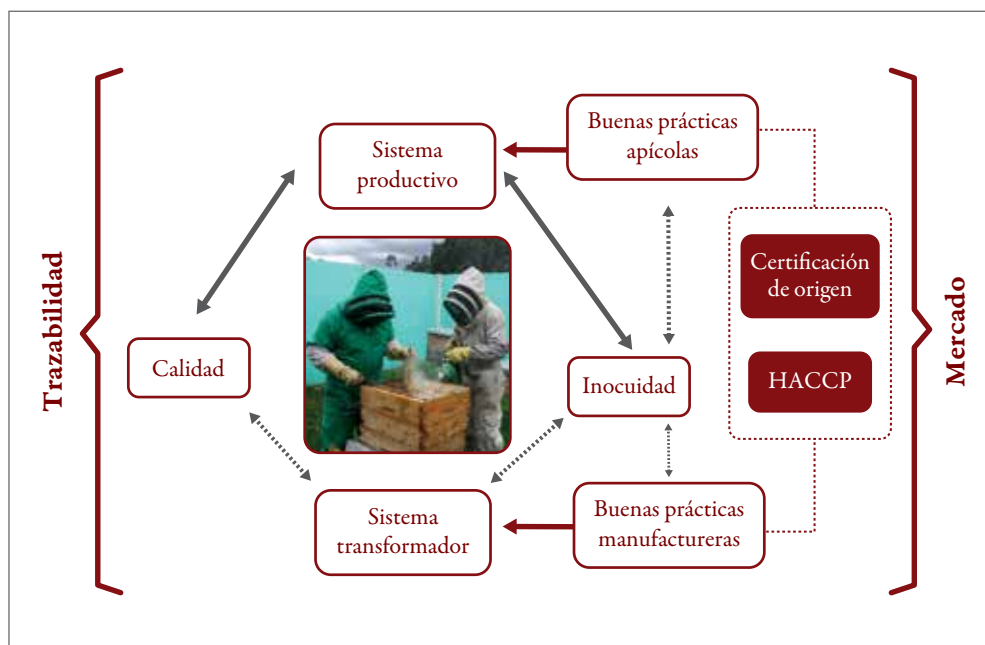 Trazabilidad
Sistema
productivo
Buenas prácticas
apícolas
Certificación
de origen
Calidad
Inocuidad
HACCP
Sistema
transformador
Buenas prácticas
manufactureras
Mercado